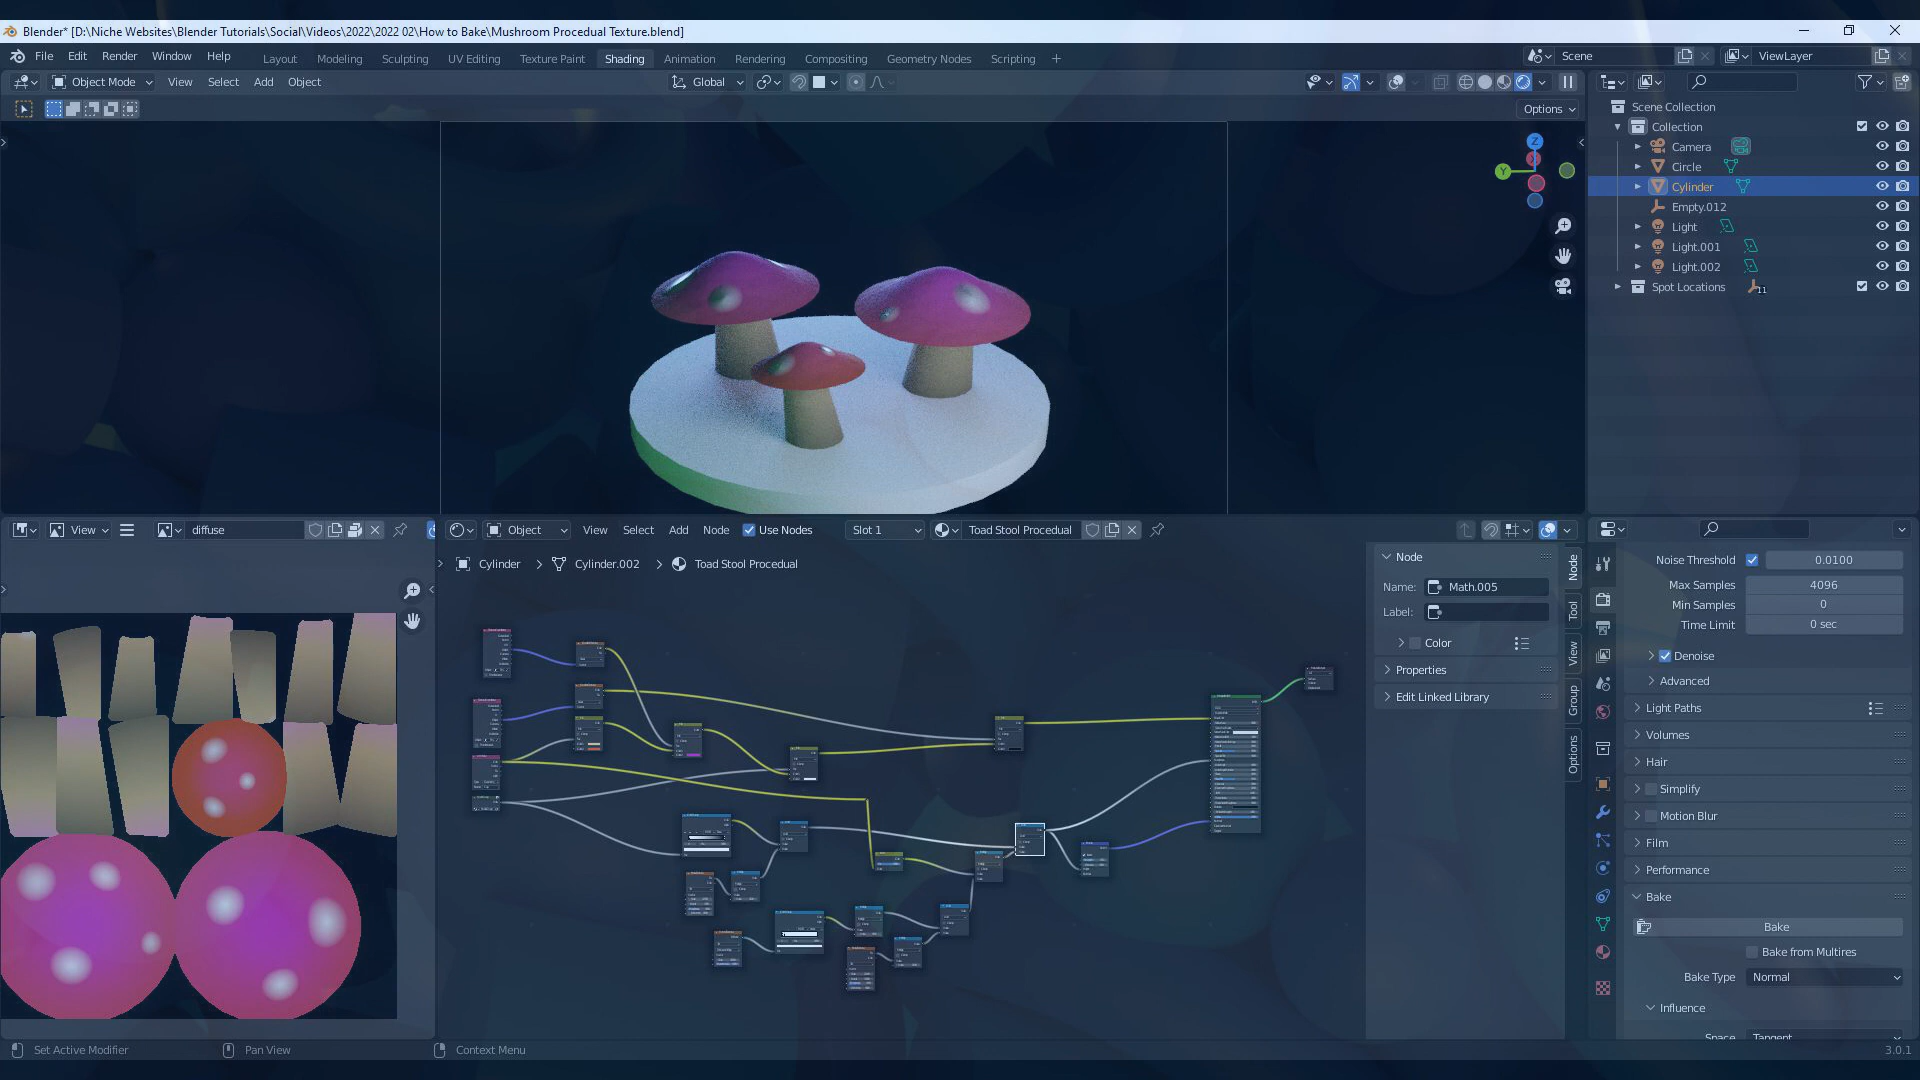 Blender* [D:\Niche Websites\Blender Tutorials\Social\Videos\2022\2022 02\How to Bake\Mushroom Procedual Texture.blend]
File Edit Render Window Help Layout Modeling Sculpting UV Editing Texture Paint Shading Animation Rendering Compositing Geometry Nodes Scripting + Scene ViewLayer
Object Mode View Select Add Object Global
Options
Scene Collection
Collection
Camera
Circle
Cylinder
Empty.012
Light
Light.001
Light.002
Spot Locations 11
Z
Y
View diffuse
Object View Select Add Node Use Nodes Slot 1 Toad Stool Procedual
Cylinder > Cylinder.002 > Toad Stool Procedual
Node
Name: Math.005
Label:
Color
Properties
Edit Linked Library
Node
Tool
View
Group
Options
Noise Threshold 0.0100
Max Samples 4096
Min Samples 0
Time Limit 0 sec
Denoise
Advanced
Light Paths
Volumes
Hair
Simplify
Motion Blur
Film
Performance
Bake
Bake
Bake from Multires
Bake Type Normal
Influence
Space Tangent
Set Active Modifier Pan View Context Menu 3.0.1